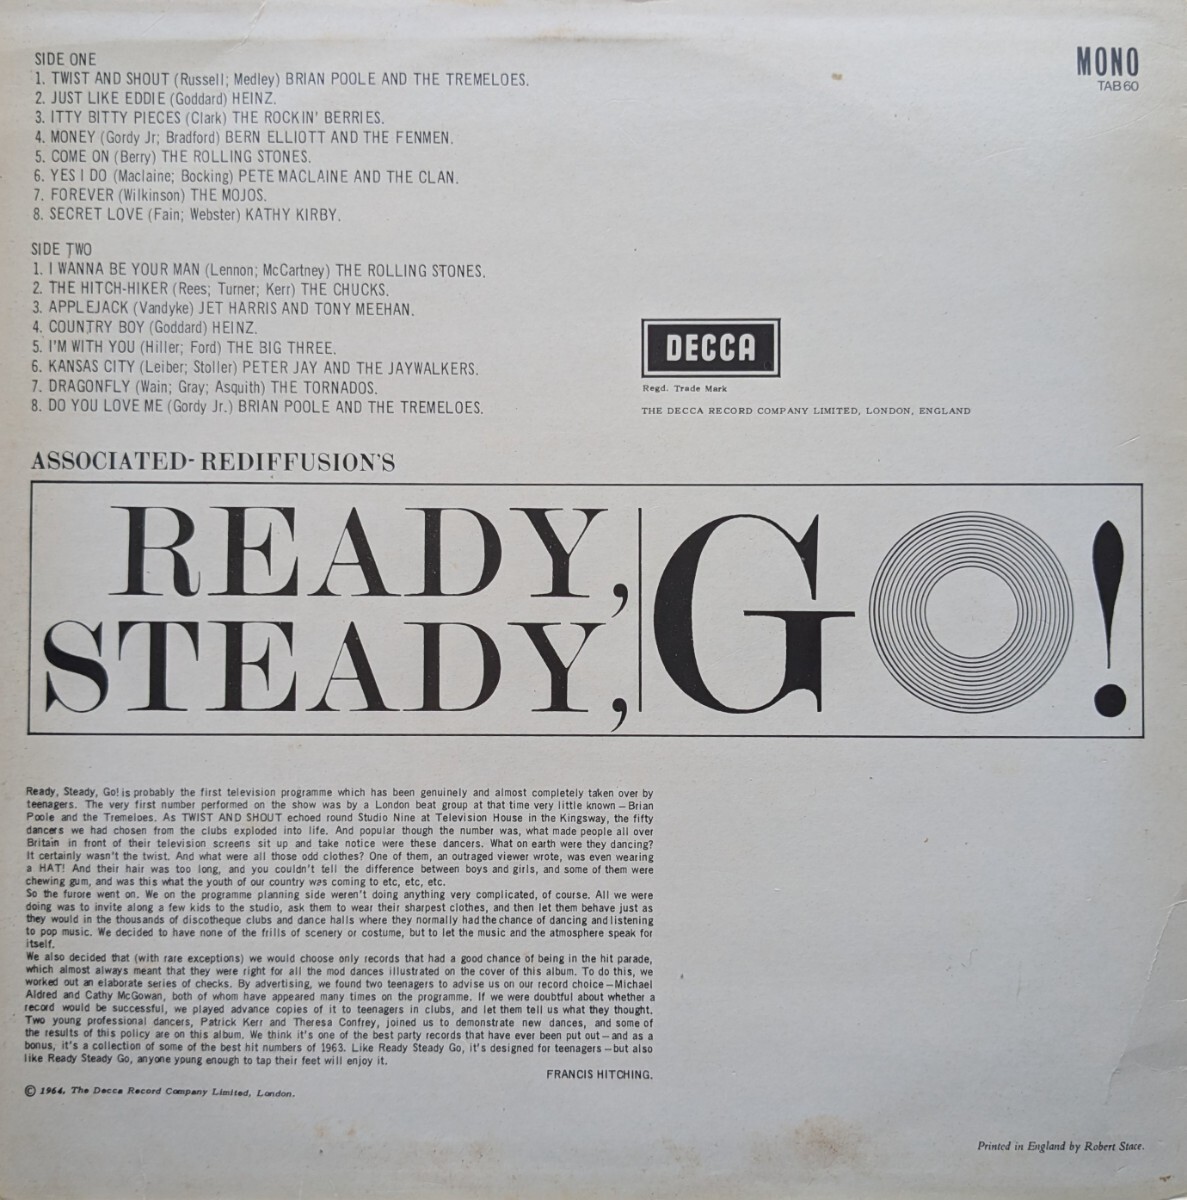 SIDE ONE
1. TWIST AND SHOUT (Russell; Medley) BRIAN POOLE AND THE TREMELOES.
2. JUST LIKE EDDIE (Goddard) HEINZ.
3. ITTY BITTY PIECES (Clark) THE ROCKIN' BERRIES.
4. MONEY (Gordy Jr; Bradford) BERN ELLIOTT AND THE FENMEN.
5. COME ON (Berry) THE ROLLING STONES.
6. YES I DO (Maclaine; Bocking) PETE MACLAINE AND THE CLAN.
7. FOREVER (Wilkinson) THE MOJOS.
8. SECRET LOVE (Fain; Webster) KATHY KIRBY.
MONO
TAB 60
SIDE TWO
1. I WANNA BE YOUR MAN (Lennon; McCartney) THE ROLLING STONES.
2. THE HITCH-HIKER (Rees; Turner; Kerr) THE CHUCKS.
3. APPLEJACK (Vandyke) JET HARRIS AND TONY MEEHAN.
4. COUNTRY BOY (Goddard) HEINZ.
5. I'M WITH YOU (Hiller; Ford) THE BIG THREE.
6. KANSAS CITY (Leiber; Stoller) PETER JAY AND THE JAYWALKERS.
7. DRAGONFLY (Wain; Gray; Asquith) THE TORNADOS.
8. DO YOU LOVE ME (Gordy Jr.) BRIAN POOLE AND THE TREMELOES.
DECCA
Regd. Trade Mark
THE DECCA RECORD COMPANY LIMITED, LONDON, ENGLAND
ASSOCIATED-REDIFFUSION'S
READY,
STEADY,
GO!
Ready, Steady, Go! is probably the first television programme which has been genuinely and almost completely taken over by
teenagers. The very first number performed on the show was by a London beat group at that time very little known – Brian
Poole and the Tremeloes. As TWIST AND SHOUT echoed round Studio Nine at Television House in the Kingsway, the fifty
dancers we had chosen from the clubs exploded into life. And popular though the number was, what made people all over
Britain in front of their television screens sit up and take notice were these dancers. What on earth were they dancing?
It certainly wasn't the twist. And what were all those odd clothes? One of them, an outraged viewer wrote, was even wearing
a HAT! And their hair was too long, and you couldn't tell the difference between boys and girls, and some of them were
chewing gum, and was this what the youth of our country was coming to etc, etc, etc.
So the furore went on. We on the programme planning side weren't doing anything very complicated, of course. All we were
doing was to invite along a few kids to the studio, ask them to wear their sharpest clothes, and then let them behave just as
they would in the thousands of discotheque clubs and dance halls where they normally had the chance of dancing and listening
to pop music. We decided to have none of the frills of scenery or costume, but to let the music and the atmosphere speak for
itself.
We also decided that (with rare exceptions) we would choose only records that had a good chance of being in the hit parade,
which almost always meant that they were right for all the mod dances illustrated on the cover of this album. To do this, we
worked out an elaborate series of checks. By advertising, we found two teenagers to advise us on our record choice – Michael
Aldred and Cathy McGowan, both of whom have appeared many times on the programme. If we were doubtful about whether a
record would be successful, we played advance copies of it to teenagers in clubs, and let them tell us what they thought.
Two young professional dancers, Patrick Kerr and Theresa Confrey, joined us to demonstrate new dances, and some of
the results of this policy are on this album. We think it's one of the best party records that have ever been put out – and as a
bonus, it's a collection of some of the best hit numbers of 1963. Like Ready Steady Go, it's designed for teenagers – but also
like Ready Steady Go, anyone young enough to tap their feet will enjoy it.
FRANCIS HITCHING.
© 1964, The Decca Record Company Limited, London.
Printed in England by Robert Stace.